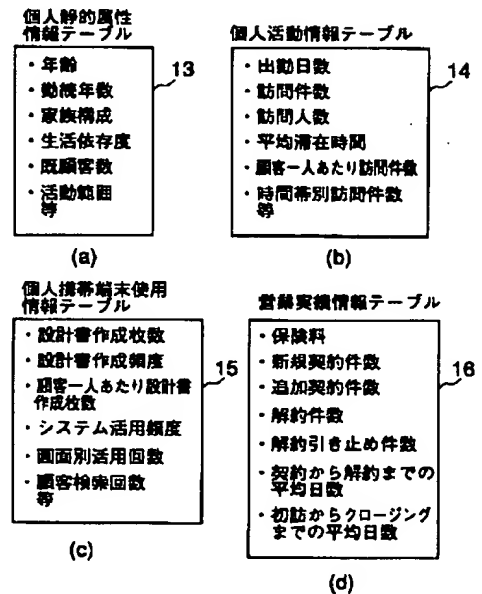 個人静的属性
情報テーブル
13
・年齢
・勤続年数
・家族構成
・生活依存度
・既顧客数
・活動範囲
等
(a)
個人活動情報テーブル
14
・出勤日数
・訪問件数
・訪問人数
・平均滞在時間
・顧客一人あたり訪問件数
・時間帯別訪問件数
等
(b)
個人携帯端末使用
情報テーブル
15
・設計書作成枚数
・設計書作成頻度
・顧客一人あたり設計書
作成枚数
・システム活用頻度
・画面別活用回数
・顧客検索回数
等
(c)
営業実績情報テーブル
16
・保険料
・新規契約件数
・追加契約件数
・解約件数
・解約引き止め件数
・契約から解約までの
平均日数
・初訪からクロージング
までの平均日数
(d)